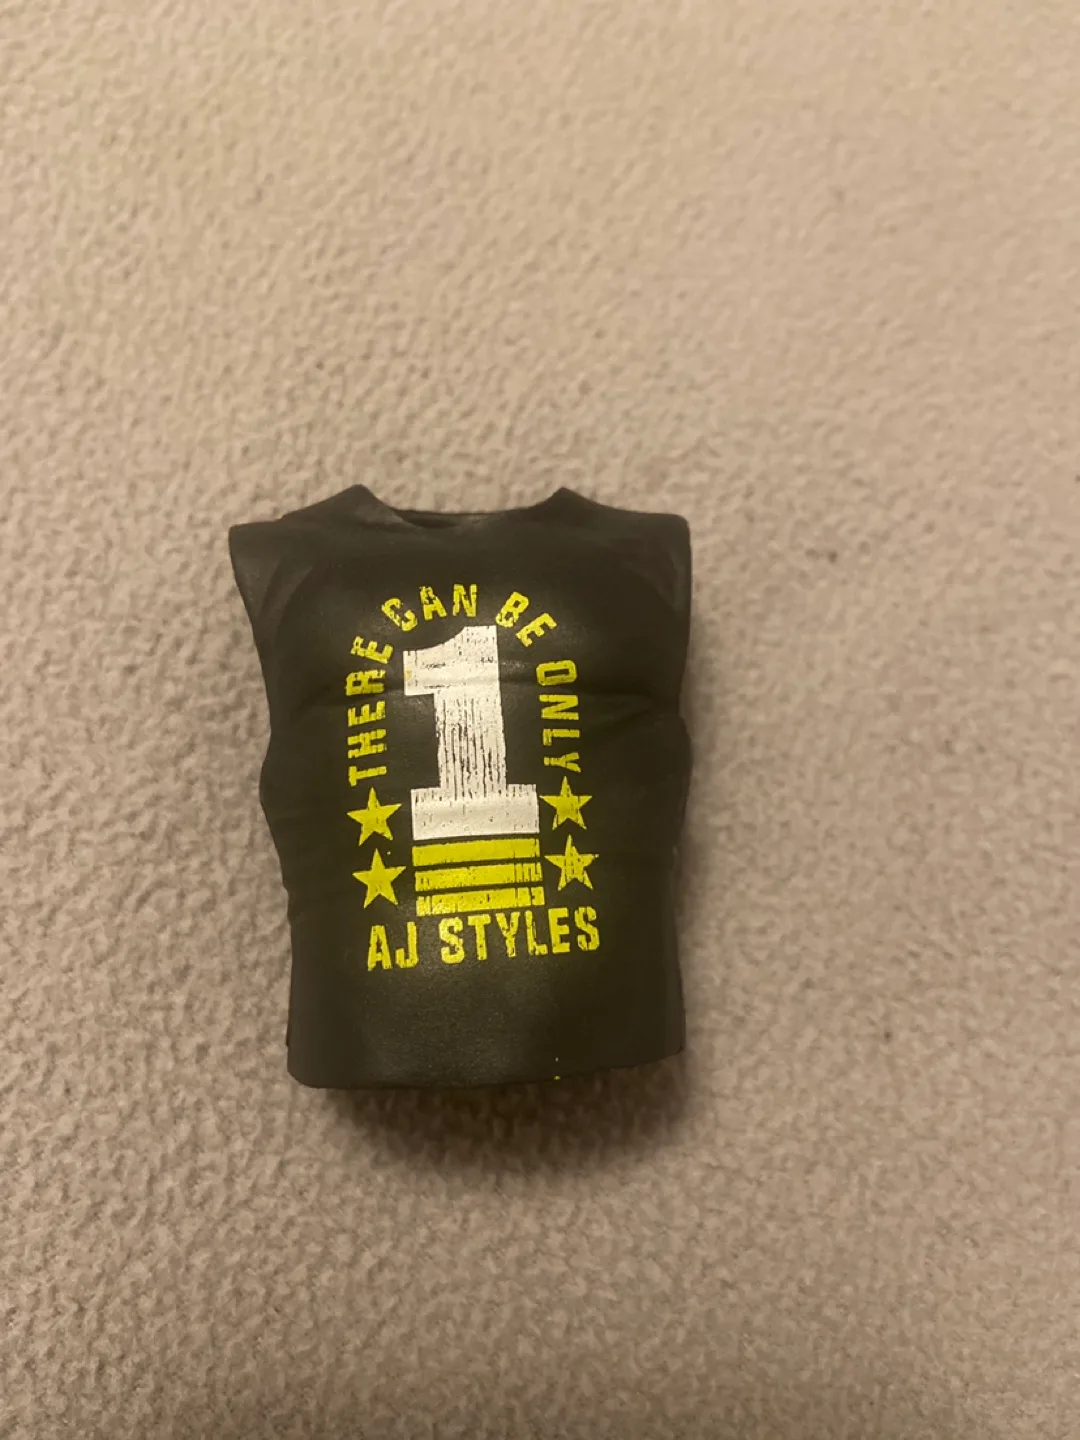 THERE CAN BE ONLY
1
AJ STYLES